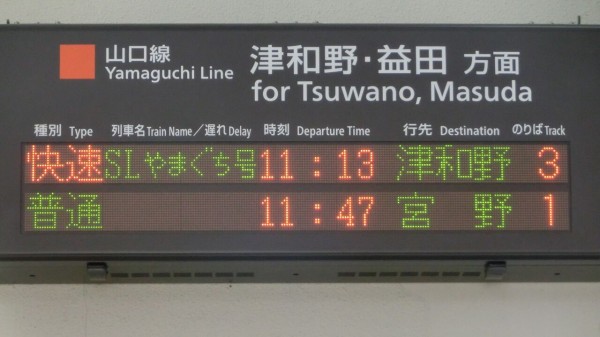 山口線 津和野・益田 方面
Yamaguchi Line for Tsuwano, Masuda
種別 Type 列車名 Train Name／遅れ Delay 時刻 Departure Time 行先 Destination のりば Track
快速 SLやまぐち号 11:13 津和野 3
普通 11:47 宮野 1